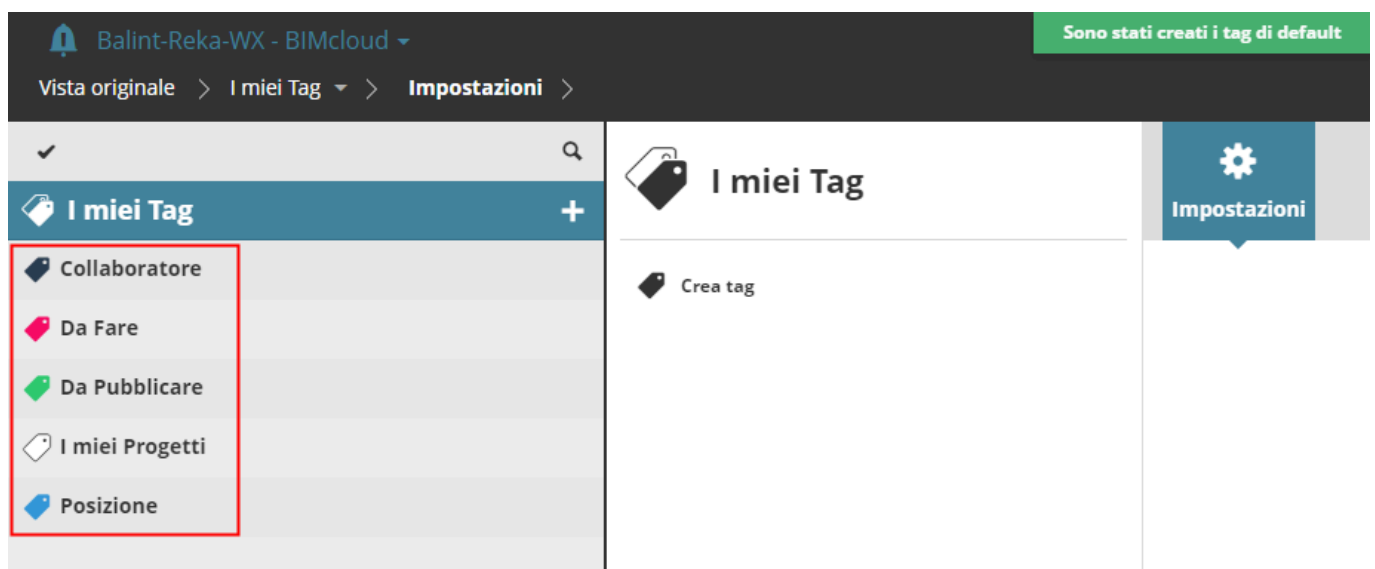 Balint-Reka-WX - BIMcloud
Sono stati creati i tag di default
Vista originale > I miei Tag > Impostazioni >
I miei Tag
I miei Tag
Impostazioni
Collaboratore
Crea tag
Da Fare
Da Pubblicare
I miei Progetti
Posizione